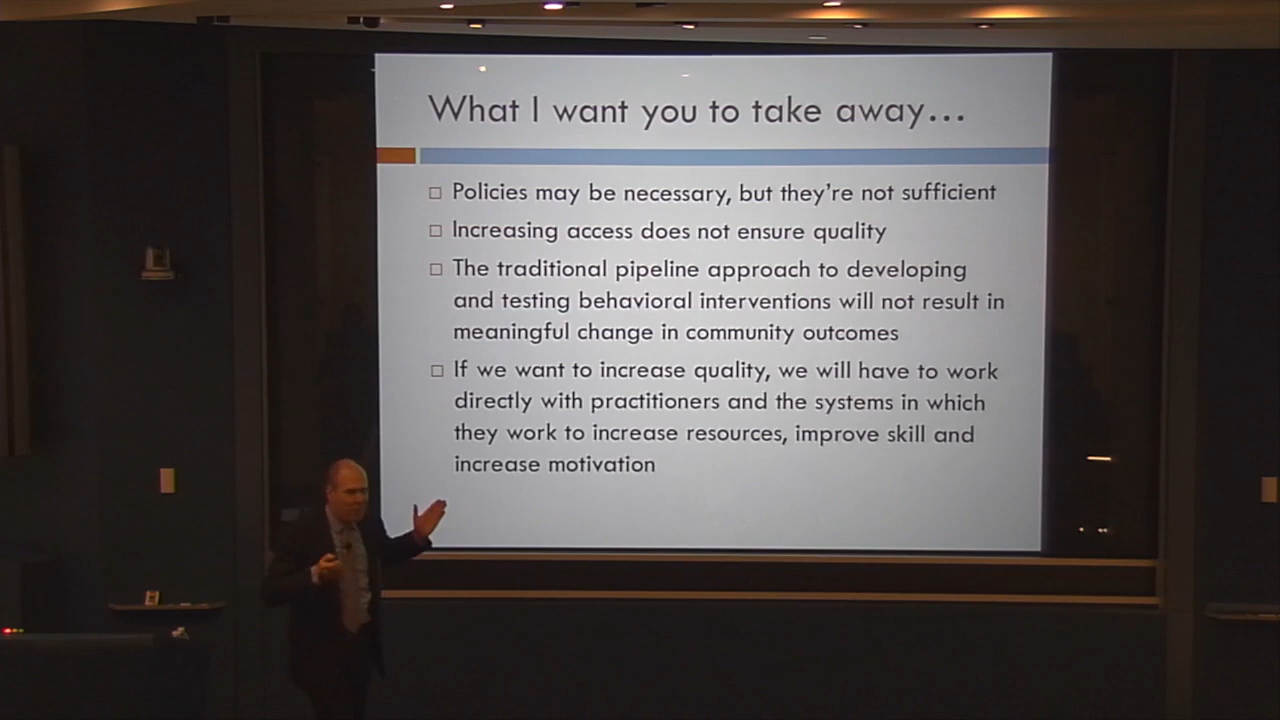 What I want you to take away...
Policies may be necessary, but they're not sufficient
Increasing access does not ensure quality
The traditional pipeline approach to developing
and testing behavioral interventions will not result in
meaningful change in community outcomes
If we want to increase quality, we will have to work
directly with practitioners and the systems in which
they work to increase resources, improve skill and
increase motivation